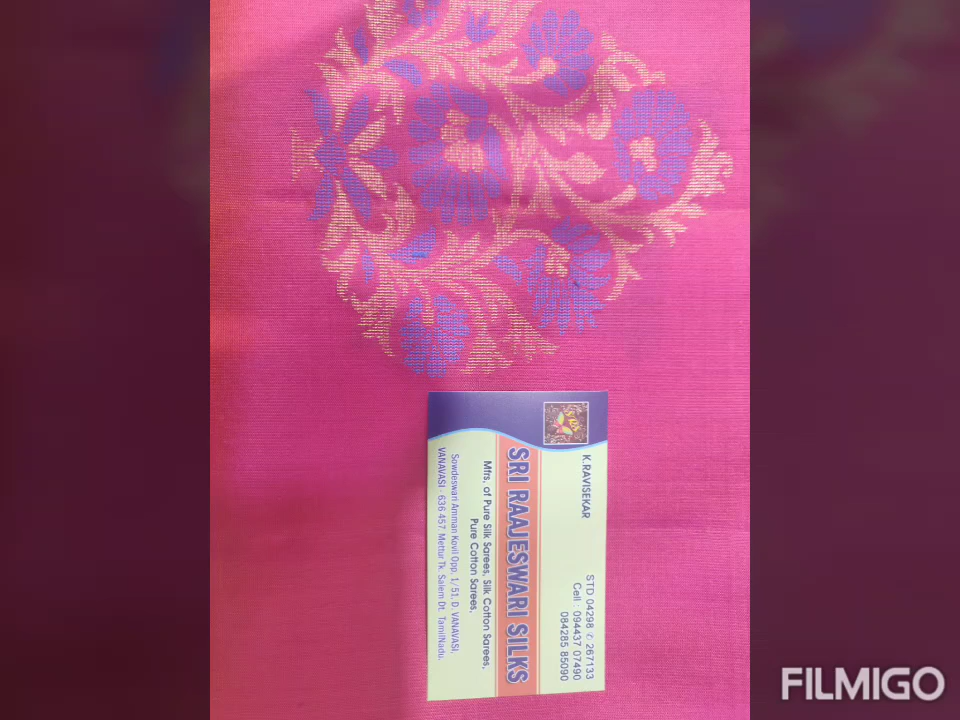 K.RAVISEKAR
STD 04298 ✆ 267133
Cell : 094437 07490
084285 85090
SRI RAAJESWARI SILKS
Mfrs. of Pure Silk Sarees, Silk Cotton Sarees,
Pure Cotton Sarees,
Sowdeswari Amman Kovil Opp. 1/51, D. VANAVASI,
VANAVASI - 636 457. Mettur Tk. Salem Dt. TamilNadu.
FILMIGO